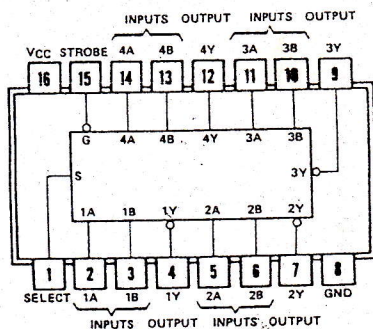 INPUTS OUTPUT INPUTS OUTPUT
VCC STROBE 4A 4B 4Y 3A 3B 3Y
16 15 14 13 12 11 10 9
G 4A 4B 4Y 3A 3B
S 3Y
1A 1B 1Y 2A 2B 2Y
1 2 3 4 5 6 7 8
SELECT 1A 1B 1Y 2A 2B 2Y GND
INPUTS OUTPUT INPUTS OUTPUT